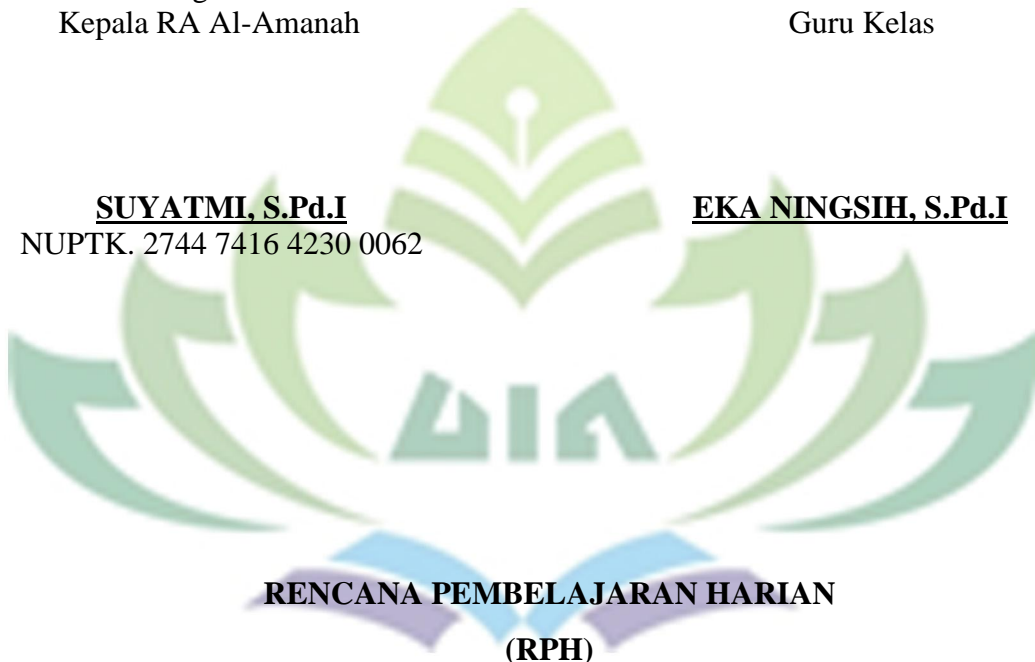 Kepala RA Al-Amanah Guru Kelas
SUYATMI, S.Pd.I EKA NINGSIH, S.Pd.I
NUPTK. 2744 7416 4230 0062
UIN
RENCANA PEMBELAJARAN HARIAN
(RPH)